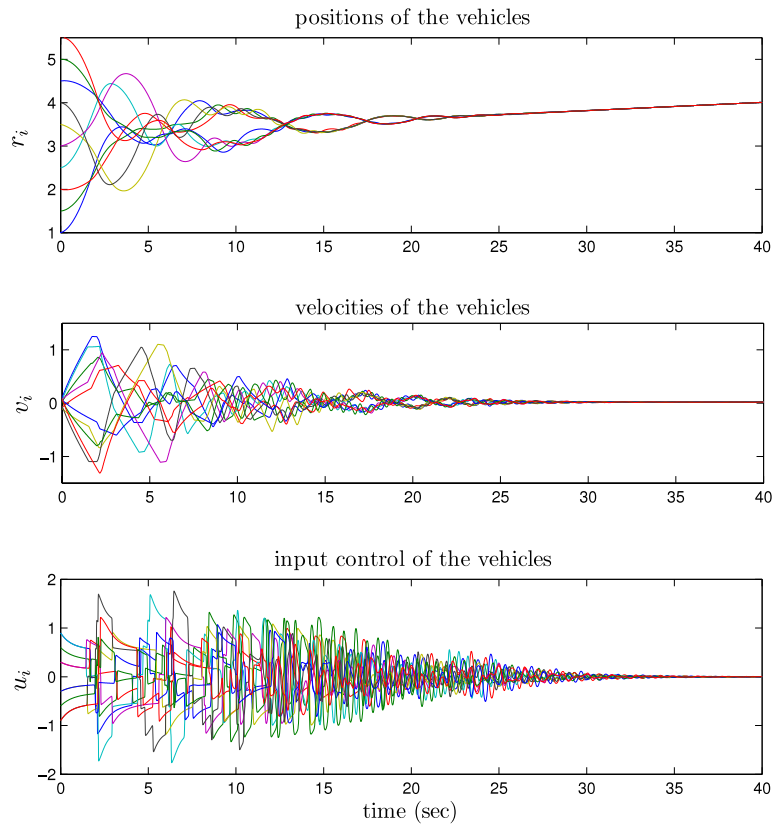 positions of the vehicles
5
4
3
2
1
r_i
0 5 10 15 20 25 30 35 40
velocities of the vehicles
1
0
−1
v_i
0 5 10 15 20 25 30 35 40
input control of the vehicles
2
1
0
−1
−2
u_i
0 5 10 15 20 25 30 35 40
time (sec)